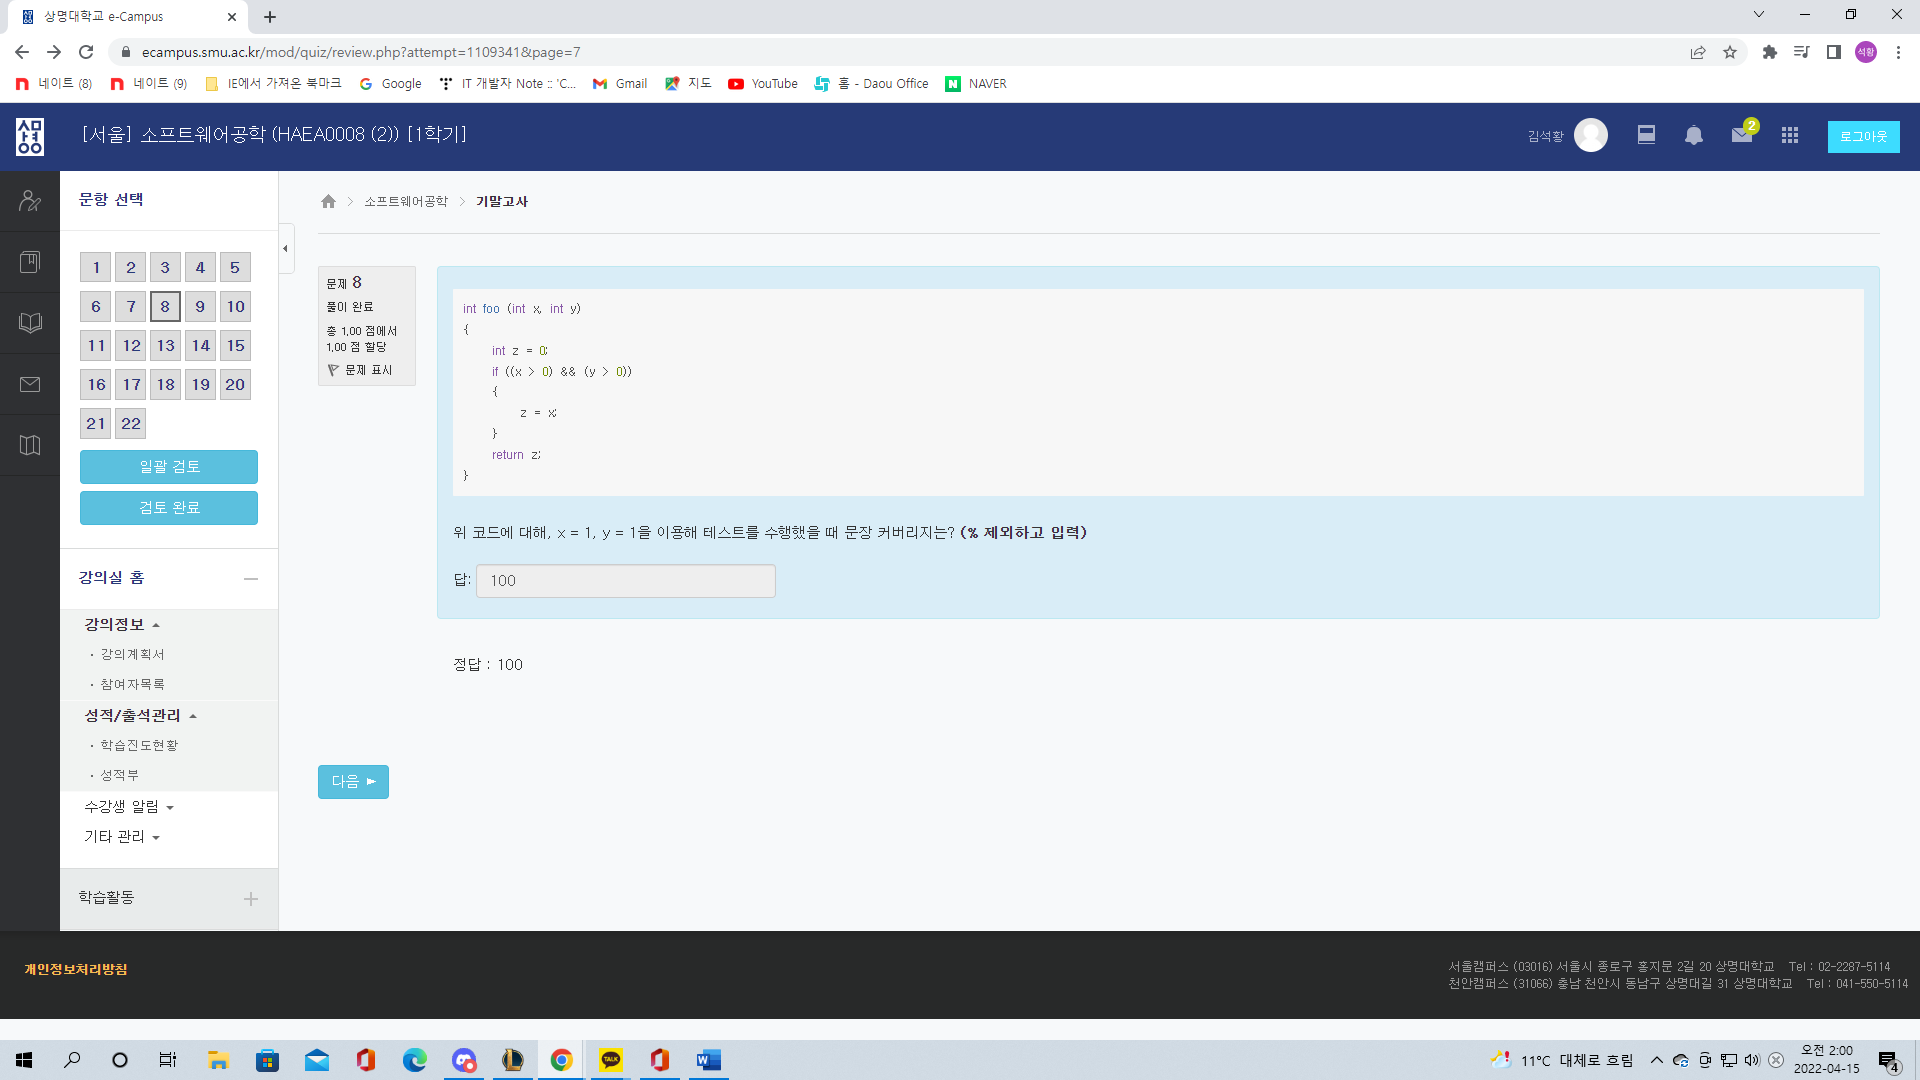 상명대학교 e-Campus
ecampus.smu.ac.kr/mod/quiz/review.php?attempt=1109341&page=7
석황
네이트 (8)
네이트 (9)
IE에서 가져온 북마크
Google
IT 개발자 Note :: 'C...
Gmail
지도
YouTube
홈 - Daou Office
NAVER
[서울] 소프트웨어공학 (HAEA0008 (2)) [1학기]
김석황
2
로그아웃
문항 선택
1 2 3 4 5
6 7 8 9 10
11 12 13 14 15
16 17 18 19 20
21 22
일괄 검토
검토 완료
강의실 홈
강의정보
강의계획서
참여자목록
성적/출석관리
학습진도현황
성적부
수강생 알림
기타 관리
학습활동
소프트웨어공학
기말고사
문제 8
풀이 완료
총 1.00 점에서
1.00 점 할당
문제 표시
int foo (int x, int y)
{
int z = 0;
if ((x > 0) && (y > 0))
{
z = x;
}
return z;
}
위 코드에 대해, x = 1, y = 1을 이용해 테스트를 수행했을 때 문장 커버리지는? (% 제외하고 입력)
답: 100
정답 : 100
다음 ►
개인정보처리방침
서울캠퍼스 (03016) 서울시 종로구 홍지문 2길 20 상명대학교 Tel : 02-2287-5114
천안캠퍼스 (31066) 충남 천안시 동남구 상명대길 31 상명대학교 Tel : 041-550-5114
TALK
11°C 대체로 흐림
오전 2:00
2022-04-15
4